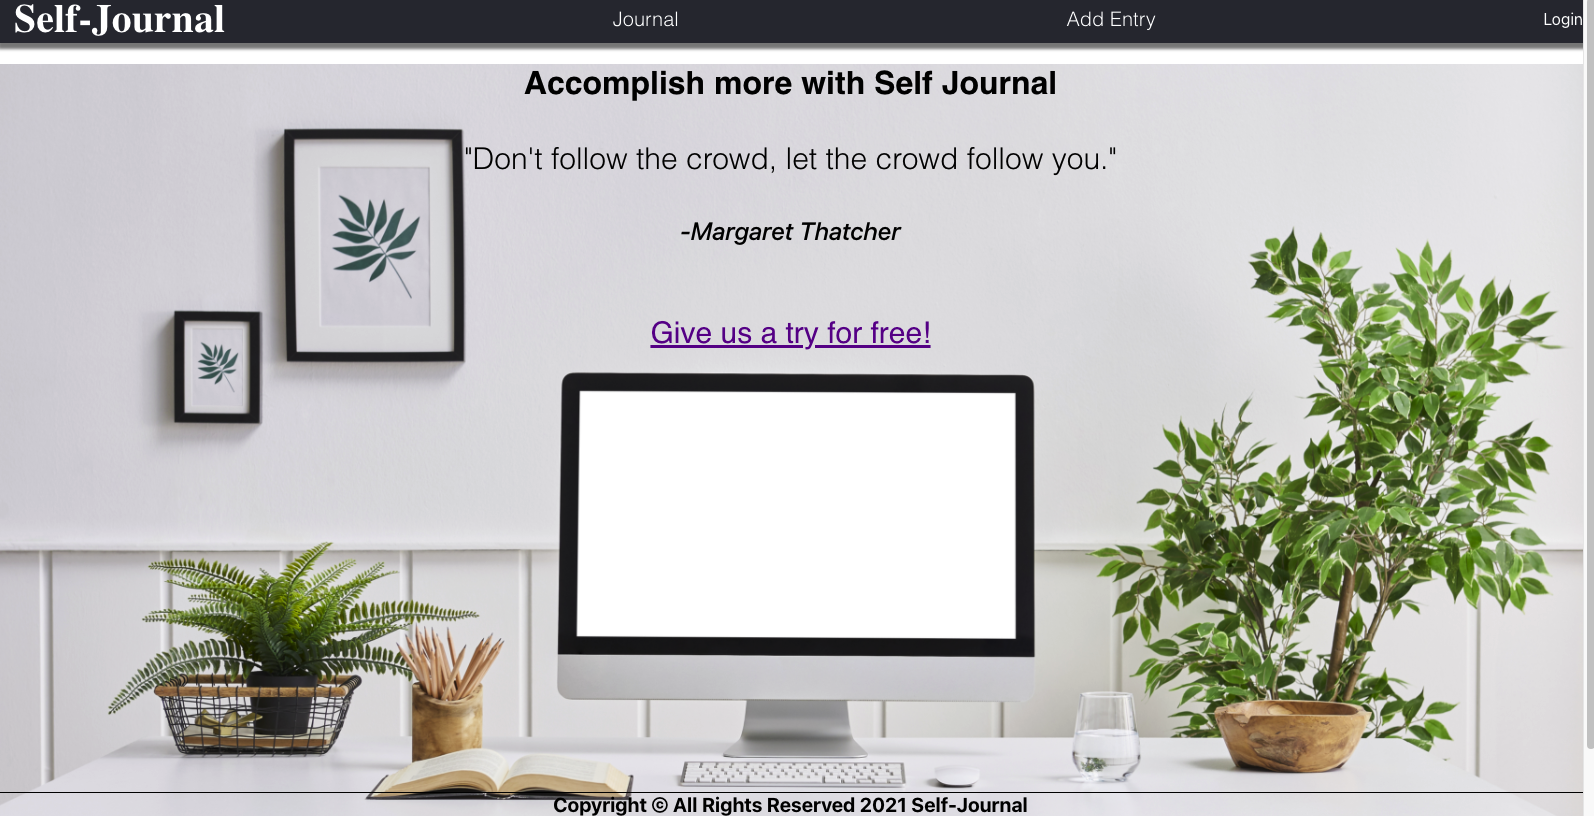 Self-Journal
Journal
Add Entry
Login
Accomplish more with Self Journal
"Don't follow the crowd, let the crowd follow you."
-Margaret Thatcher
Give us a try for free!
Copyright © All Rights Reserved 2021 Self-Journal